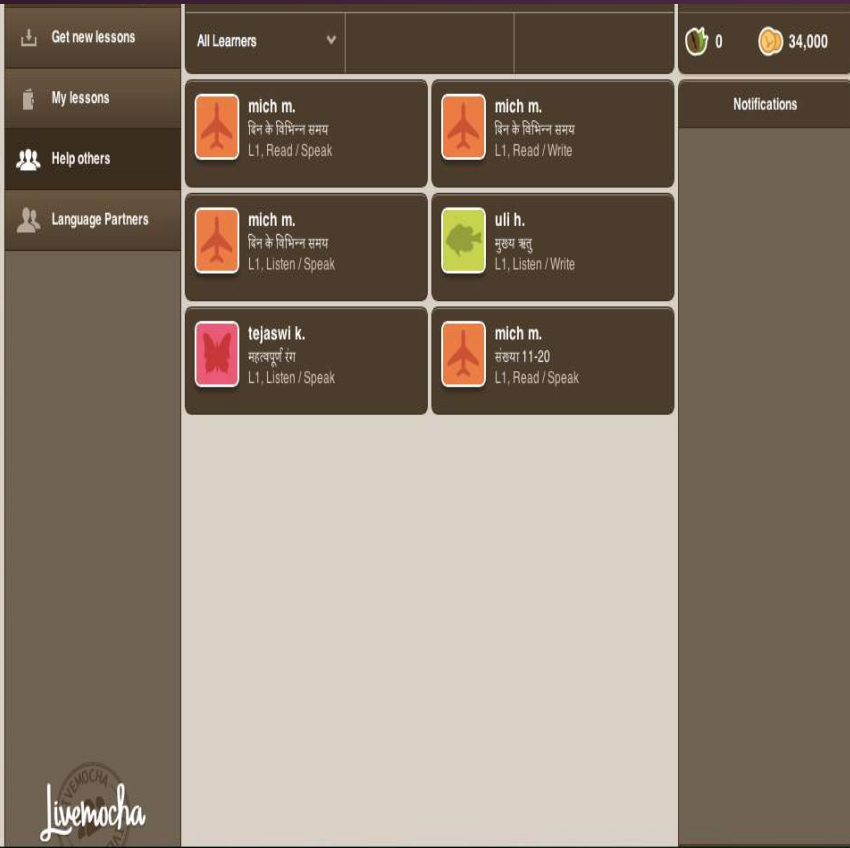 Get new lessons
My lessons
Help others
Language Partners
All Learners
mich m.
दिन के विभिन्न समय
L1, Read / Speak
mich m.
दिन के विभिन्न समय
L1, Read / Write
mich m.
दिन के विभिन्न समय
L1, Listen / Speak
uli h.
मुख्य ऋतु
L1, Listen / Write
tejaswi k.
महत्वपूर्ण रंग
L1, Listen / Speak
mich m.
संख्या 11-20
L1, Read / Speak
0
34,000
Notifications
Livemocha